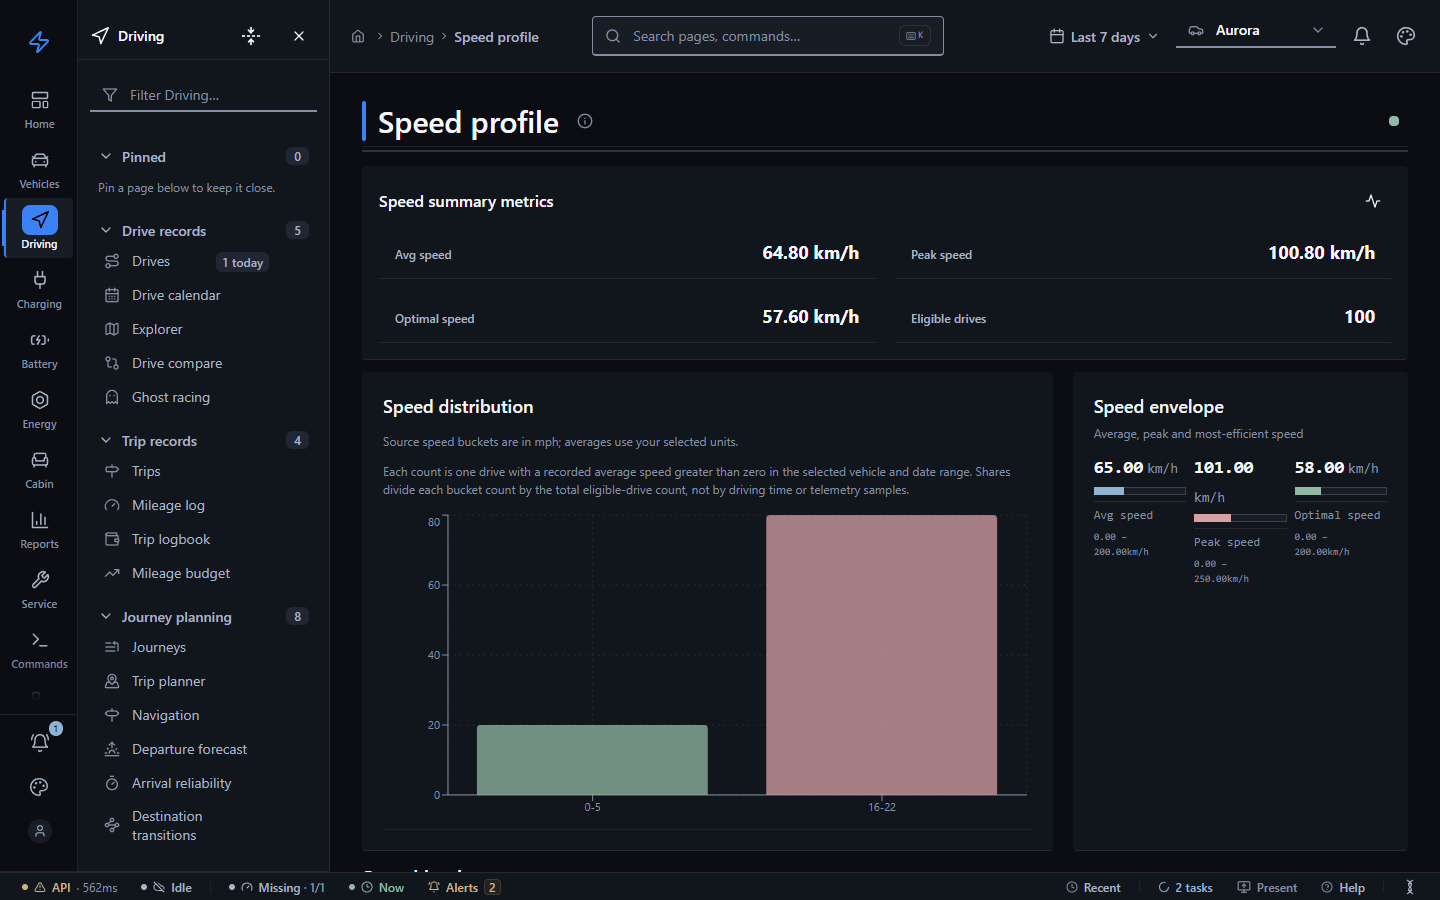 Home
Vehicles
Driving
Charging
Battery
Energy
Cabin
Reports
Service
Commands
1
Driving
Filter Driving...
Pinned 0
Pin a page below to keep it close.
Drive records 5
Drives 1 today
Drive calendar
Explorer
Drive compare
Ghost racing
Trip records 4
Trips
Mileage log
Trip logbook
Mileage budget
Journey planning 8
Journeys
Trip planner
Navigation
Departure forecast
Arrival reliability
Destination
transitions
Driving Speed profile
Search pages, commands... K
Last 7 days
Aurora
Speed profile
Speed summary metrics
Avg speed 64.80 km/h
Peak speed 100.80 km/h
Optimal speed 57.60 km/h
Eligible drives 100
Speed distribution
Source speed buckets are in mph; averages use your selected units.
Each count is one drive with a recorded average speed greater than zero in the selected vehicle and date range. Shares
divide each bucket count by the total eligible-drive count, not by driving time or telemetry samples.
80
60
40
20
0
0-5
16-22
Speed envelope
Average, peak and most-efficient speed
65.00 km/h
Avg speed
0.00 –
200.00km/h
101.00
km/h
Peak speed
0.00 –
250.00km/h
58.00 km/h
Optimal speed
0.00 –
200.00km/h
API · 562ms
Idle
Missing · 1/1
Now
Alerts 2
Recent
2 tasks
Present
Help